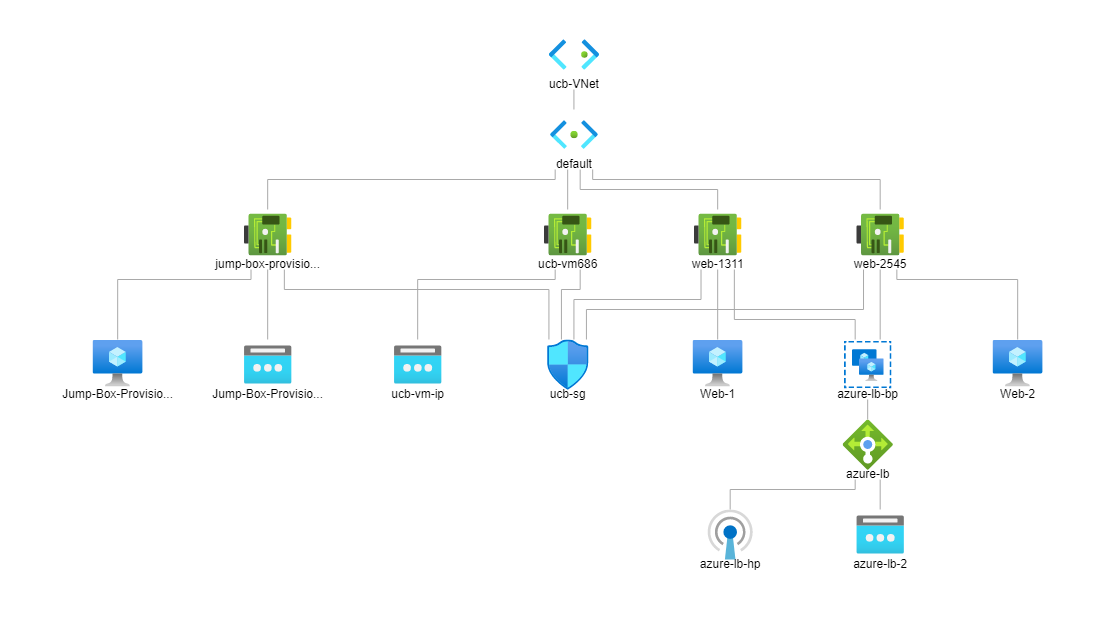 ucb-VNet
default
jump-box-provisio...
ucb-vm686
web-1311
web-2545
Jump-Box-Provisio...
Jump-Box-Provisio...
ucb-vm-ip
ucb-sg
Web-1
azure-lb-bp
Web-2
azure-lb
azure-lb-hp
azure-lb-2